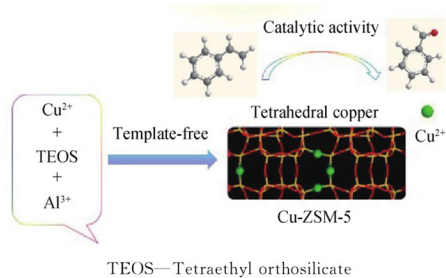 Catalytic activity
Cu²⁺
+
TEOS
+
Al³⁺
Template-free
Tetrahedral copper
Cu²⁺
Cu-ZSM-5
TEOS—Tetraethyl orthosilicate